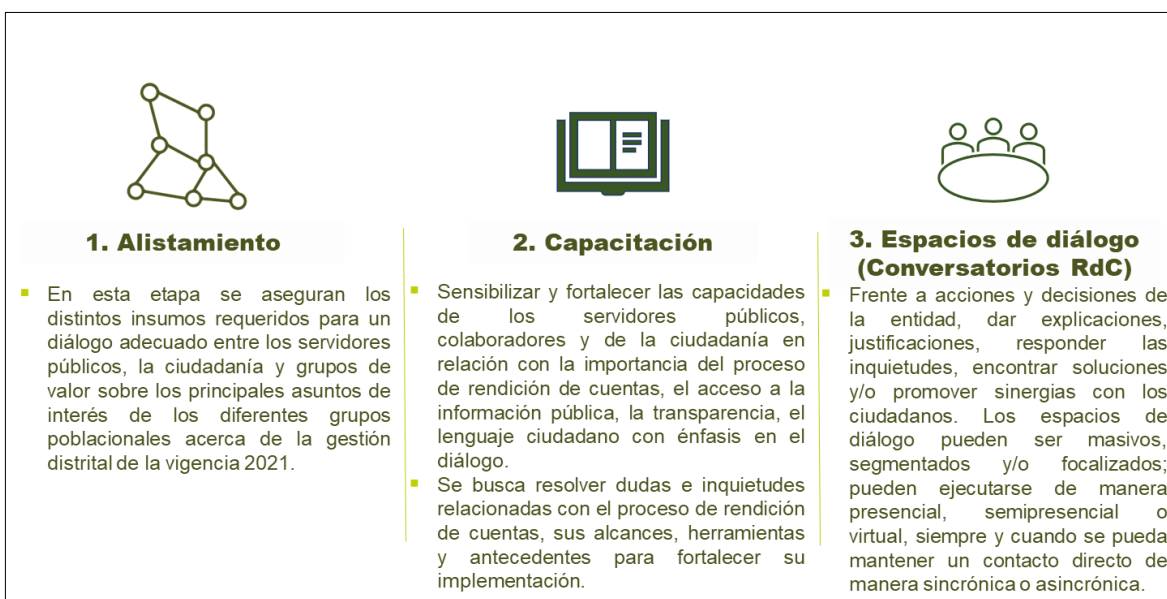 1. Alistamiento
En esta etapa se aseguran los
distintos insumos requeridos para un
diálogo adecuado entre los servidores
públicos, la ciudadanía y grupos de
valor sobre los principales asuntos de
interés de los diferentes grupos
poblacionales acerca de la gestión
distrital de la vigencia 2021.
2. Capacitación
Sensibilizar y fortalecer las capacidades
de los servidores públicos,
colaboradores y de la ciudadanía en
relación con la importancia del proceso
de rendición de cuentas, el acceso a la
información pública, la transparencia, el
lenguaje ciudadano con énfasis en el
diálogo.
Se busca resolver dudas e inquietudes
relacionadas con el proceso de rendición
de cuentas, sus alcances, herramientas
y antecedentes para fortalecer su
implementación.
3. Espacios de diálogo
(Conversatorios RdC)
Frente a acciones y decisiones de
la entidad, dar explicaciones,
justificaciones, responder las
inquietudes, encontrar soluciones
y/o promover sinergias con los
ciudadanos. Los espacios de
diálogo pueden ser masivos,
segmentados y/o focalizados;
pueden ejecutarse de manera
presencial, semipresencial o
virtual, siempre y cuando se pueda
mantener un contacto directo de
manera sincrónica o asincrónica.